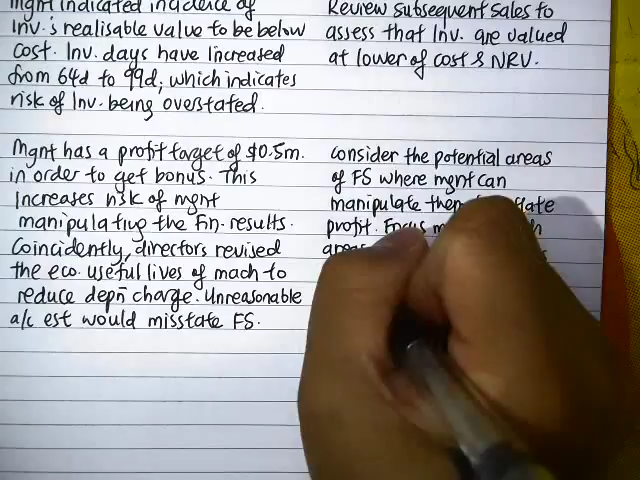 mgnt indicated incidence of
Inv.'s realisable value to be below
cost. Inv. days have increased
from 64d to 99d, which indicates
risk of Inv. being overstated.
Review subsequent sales to
assess that Inv. are valued
at lower of cost & NRV.
Mgnt has a profit target of $0.5m.
in order to get bonus. This
increases risk of mgnt
manipulating the Fin. results.
Coincidently, directors revised
the eco. useful lives of mach to
reduce depn charge. Unreasonable
a/c est would misstate FS.
consider the potential areas
of FS where mgnt can
manipulate
profit. Focus